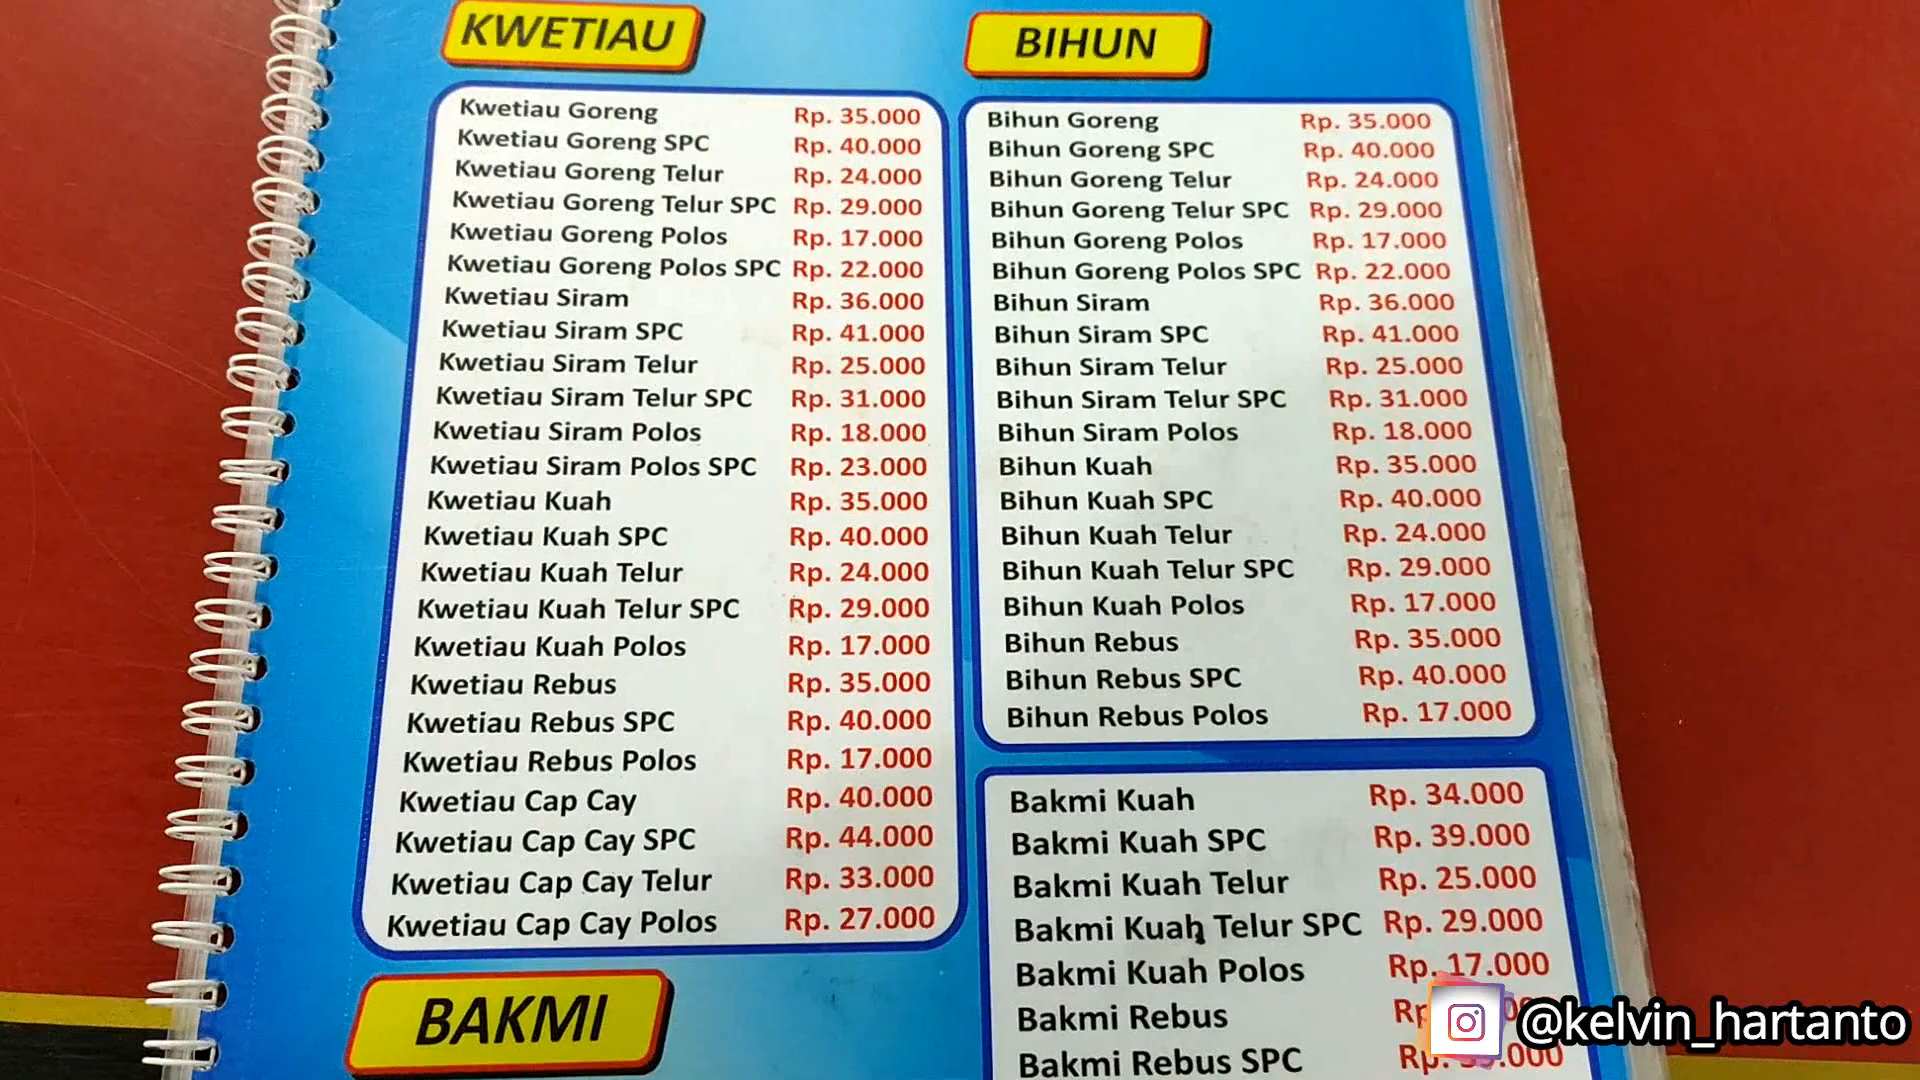 KWETIAU
Kwetiau Goreng Rp. 35.000
Kwetiau Goreng SPC Rp. 40.000
Kwetiau Goreng Telur Rp. 24.000
Kwetiau Goreng Telur SPC Rp. 29.000
Kwetiau Goreng Polos Rp. 17.000
Kwetiau Goreng Polos SPC Rp. 22.000
Kwetiau Siram Rp. 36.000
Kwetiau Siram SPC Rp. 41.000
Kwetiau Siram Telur Rp. 25.000
Kwetiau Siram Telur SPC Rp. 31.000
Kwetiau Siram Polos Rp. 18.000
Kwetiau Siram Polos SPC Rp. 23.000
Kwetiau Kuah Rp. 35.000
Kwetiau Kuah SPC Rp. 40.000
Kwetiau Kuah Telur Rp. 24.000
Kwetiau Kuah Telur SPC Rp. 29.000
Kwetiau Kuah Polos Rp. 17.000
Kwetiau Rebus Rp. 35.000
Kwetiau Rebus SPC Rp. 40.000
Kwetiau Rebus Polos Rp. 17.000
Kwetiau Cap Cay Rp. 40.000
Kwetiau Cap Cay SPC Rp. 44.000
Kwetiau Cap Cay Telur Rp. 33.000
Kwetiau Cap Cay Polos Rp. 27.000
BAKMI
BIHUN
Bihun Goreng Rp. 35.000
Bihun Goreng SPC Rp. 40.000
Bihun Goreng Telur Rp. 24.000
Bihun Goreng Telur SPC Rp. 29.000
Bihun Goreng Polos Rp. 17.000
Bihun Goreng Polos SPC Rp. 22.000
Bihun Siram Rp. 36.000
Bihun Siram SPC Rp. 41.000
Bihun Siram Telur Rp. 25.000
Bihun Siram Telur SPC Rp. 31.000
Bihun Siram Polos Rp. 18.000
Bihun Kuah Rp. 35.000
Bihun Kuah SPC Rp. 40.000
Bihun Kuah Telur Rp. 24.000
Bihun Kuah Telur SPC Rp. 29.000
Bihun Kuah Polos Rp. 17.000
Bihun Rebus Rp. 35.000
Bihun Rebus SPC Rp. 40.000
Bihun Rebus Polos Rp. 17.000
Bakmi Kuah Rp. 34.000
Bakmi Kuah SPC Rp. 39.000
Bakmi Kuah Telur Rp. 25.000
Bakmi Kuah Telur SPC Rp. 29.000
Bakmi Kuah Polos Rp. 17.000
Bakmi Rebus
Bakmi Rebus SPC
@kelvin_hartanto